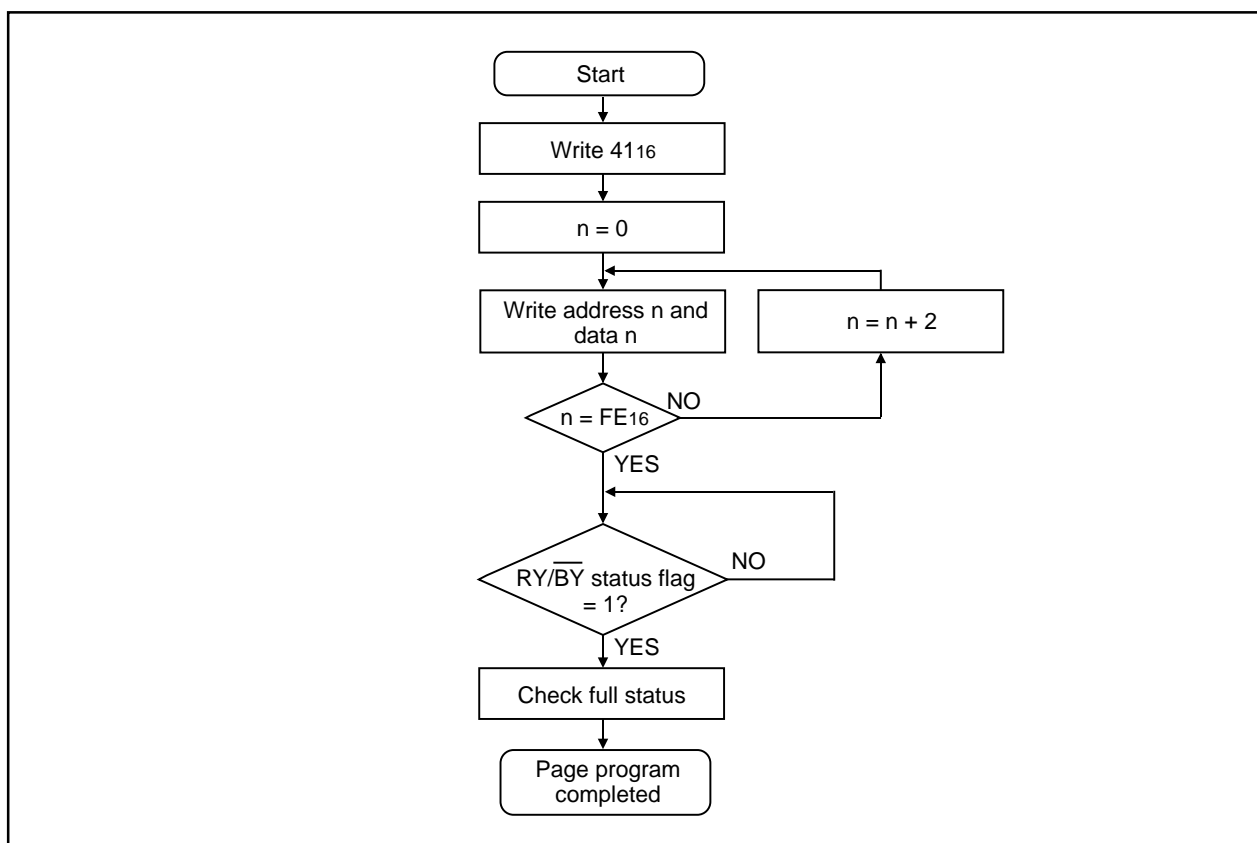 Start
Write 4116
n = 0
Write address n and
data n
n = n + 2
n = FE16
NO
YES
RY/B̅Y̅ status flag
= 1?
NO
YES
Check full status
Page program
completed